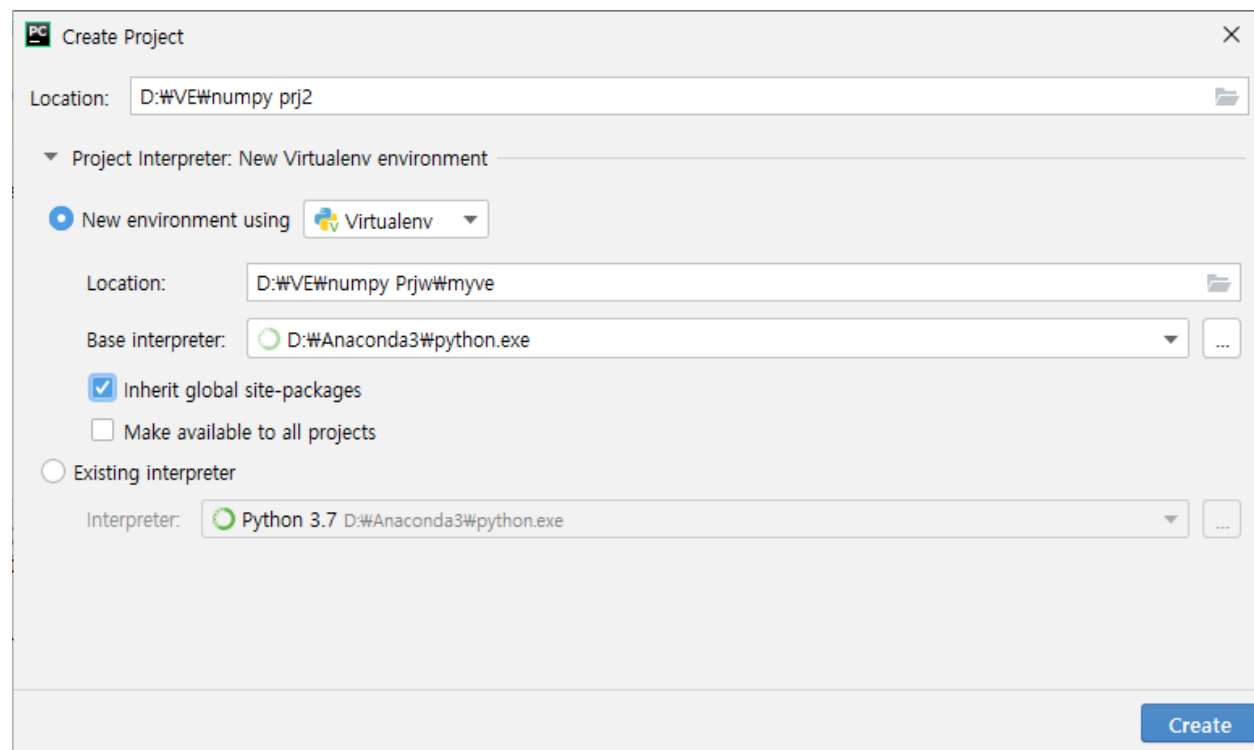 PC
Create Project
Location: D:₩VE₩numpy prj2
Project Interpreter: New Virtualenv environment
New environment using Virtualenv
Location: D:₩VE₩numpy Prjw₩myve
Base interpreter: D:₩Anaconda3₩python.exe ...
Inherit global site-packages
Make available to all projects
Existing interpreter
Interpreter: Python 3.7 D:₩Anaconda3₩python.exe ...
Create